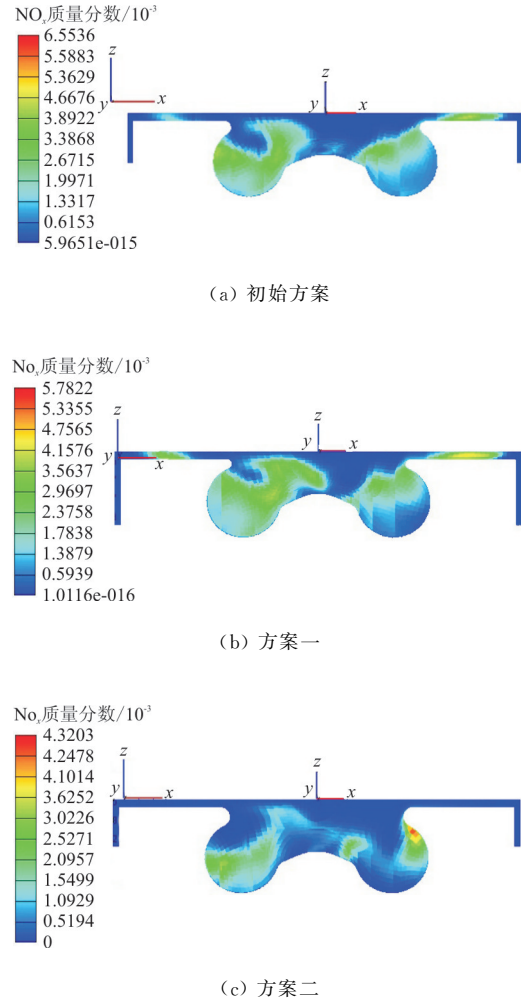 NOx质量分数/10-3
6.5536
5.5883
5.3629
4.6676
3.8922
3.3868
2.6715
1.9971
1.3317
0.6153
5.9651e-015
z
y
x
z
y
x
(a) 初始方案
Nox质量分数/10-3
5.7822
5.3355
4.7565
4.1576
3.5637
2.9697
2.3758
1.7838
1.3879
0.5939
1.0116e-016
z
y
x
z
y
x
(b) 方案一
Nox质量分数/10-3
4.3203
4.2478
4.1014
3.6252
3.0226
2.5271
2.0957
1.5499
1.0929
0.5194
0
z
y
x
z
y
x
(c) 方案二